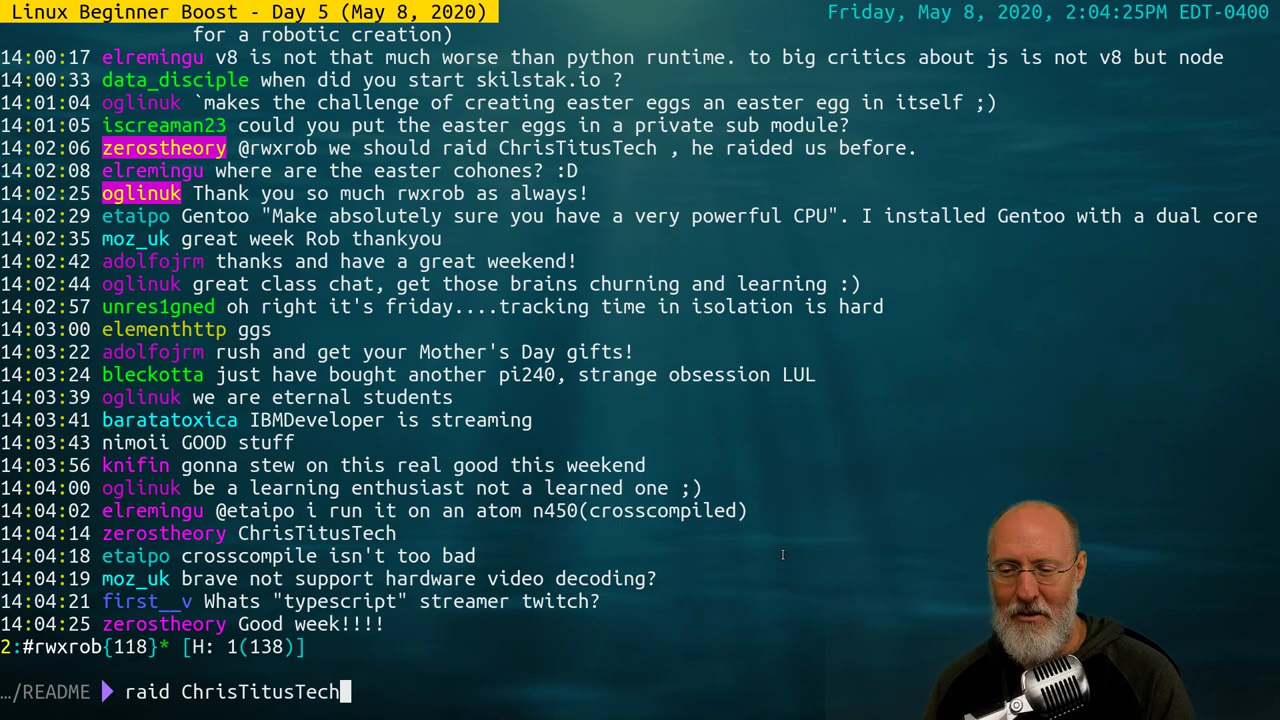 Linux Beginner Boost - Day 5 (May 8, 2020) Friday, May 8, 2020, 2:04:25PM EDT-0400
for a robotic creation)
14:00:17 elremingu v8 is not that much worse than python runtime. to big critics about js is not v8 but node
14:00:33 data_disciple when did you start skilstak.io ?
14:01:04 oglinuk `makes the challenge of creating easter eggs an easter egg in itself ;)
14:01:05 iscreaman23 could you put the easter eggs in a private sub module?
14:02:06 zerostheory @rwxrob we should raid ChrisTitusTech , he raided us before.
14:02:08 elremingu where are the easter cohones? :D
14:02:25 oglinuk Thank you so much rwxrob as always!
14:02:29 etaipo Gentoo "Make absolutely sure you have a very powerful CPU". I installed Gentoo with a dual core
14:02:35 moz_uk great week Rob thankyou
14:02:42 adolfojrm thanks and have a great weekend!
14:02:44 oglinuk great class chat, get those brains churning and learning :)
14:02:57 unres1gned oh right it's friday....tracking time in isolation is hard
14:03:00 elementhttp ggs
14:03:22 adolfojrm rush and get your Mother's Day gifts!
14:03:24 bleckotta just have bought another pi240, strange obsession LUL
14:03:39 oglinuk we are eternal students
14:03:41 baratatoxica IBMDeveloper is streaming
14:03:43 nimoii GOOD stuff
14:03:56 knifin gonna stew on this real good this weekend
14:04:00 oglinuk be a learning enthusiast not a learned one ;)
14:04:02 elremingu @etaipo i run it on an atom n450(crosscompiled)
14:04:14 zerostheory ChrisTitusTech
14:04:18 etaipo crosscompile isn't too bad
14:04:19 moz_uk brave not support hardware video decoding?
14:04:21 first__v Whats "typescript" streamer twitch?
14:04:25 zerostheory Good week!!!!
2:#rwxrob{118}* [H: 1(138)]
…/README raid ChrisTitusTech